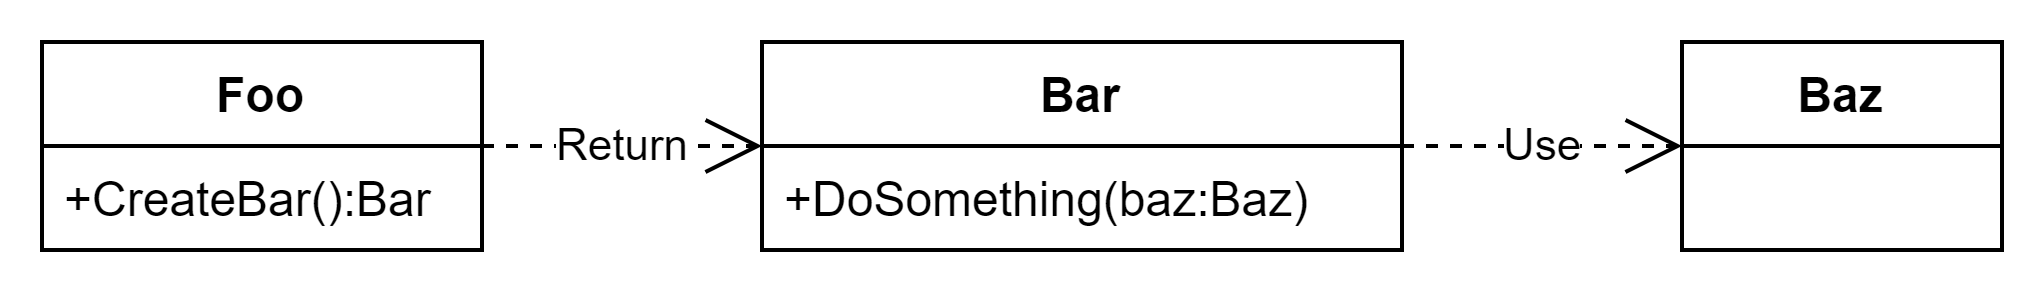 Foo
+CreateBar():Bar
Return
Bar
+DoSomething(baz:Baz)
Use
Baz